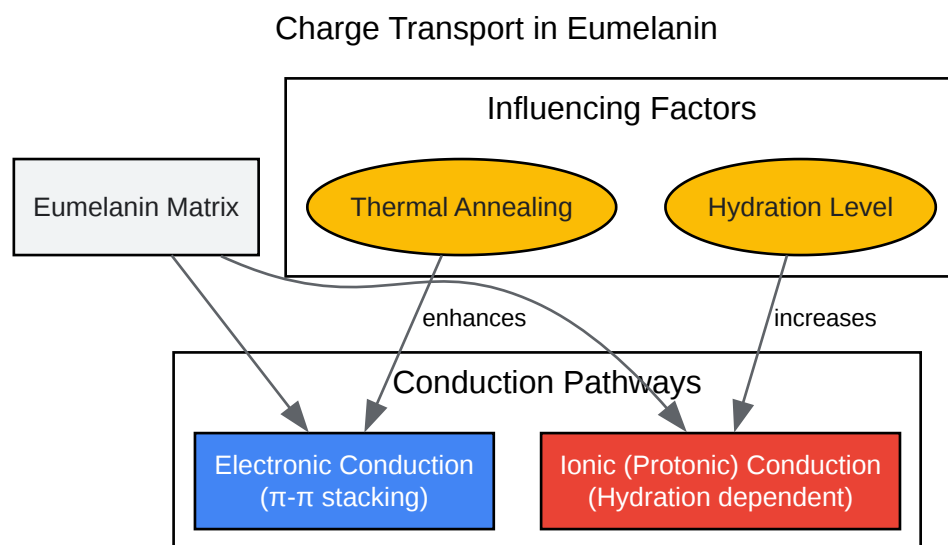 Charge Transport in Eumelanin
Influencing Factors
Eumelanin Matrix
Thermal Annealing
Hydration Level
enhances
increases
Conduction Pathways
Electronic Conduction
(π-π stacking)
Ionic (Protonic) Conduction
(Hydration dependent)